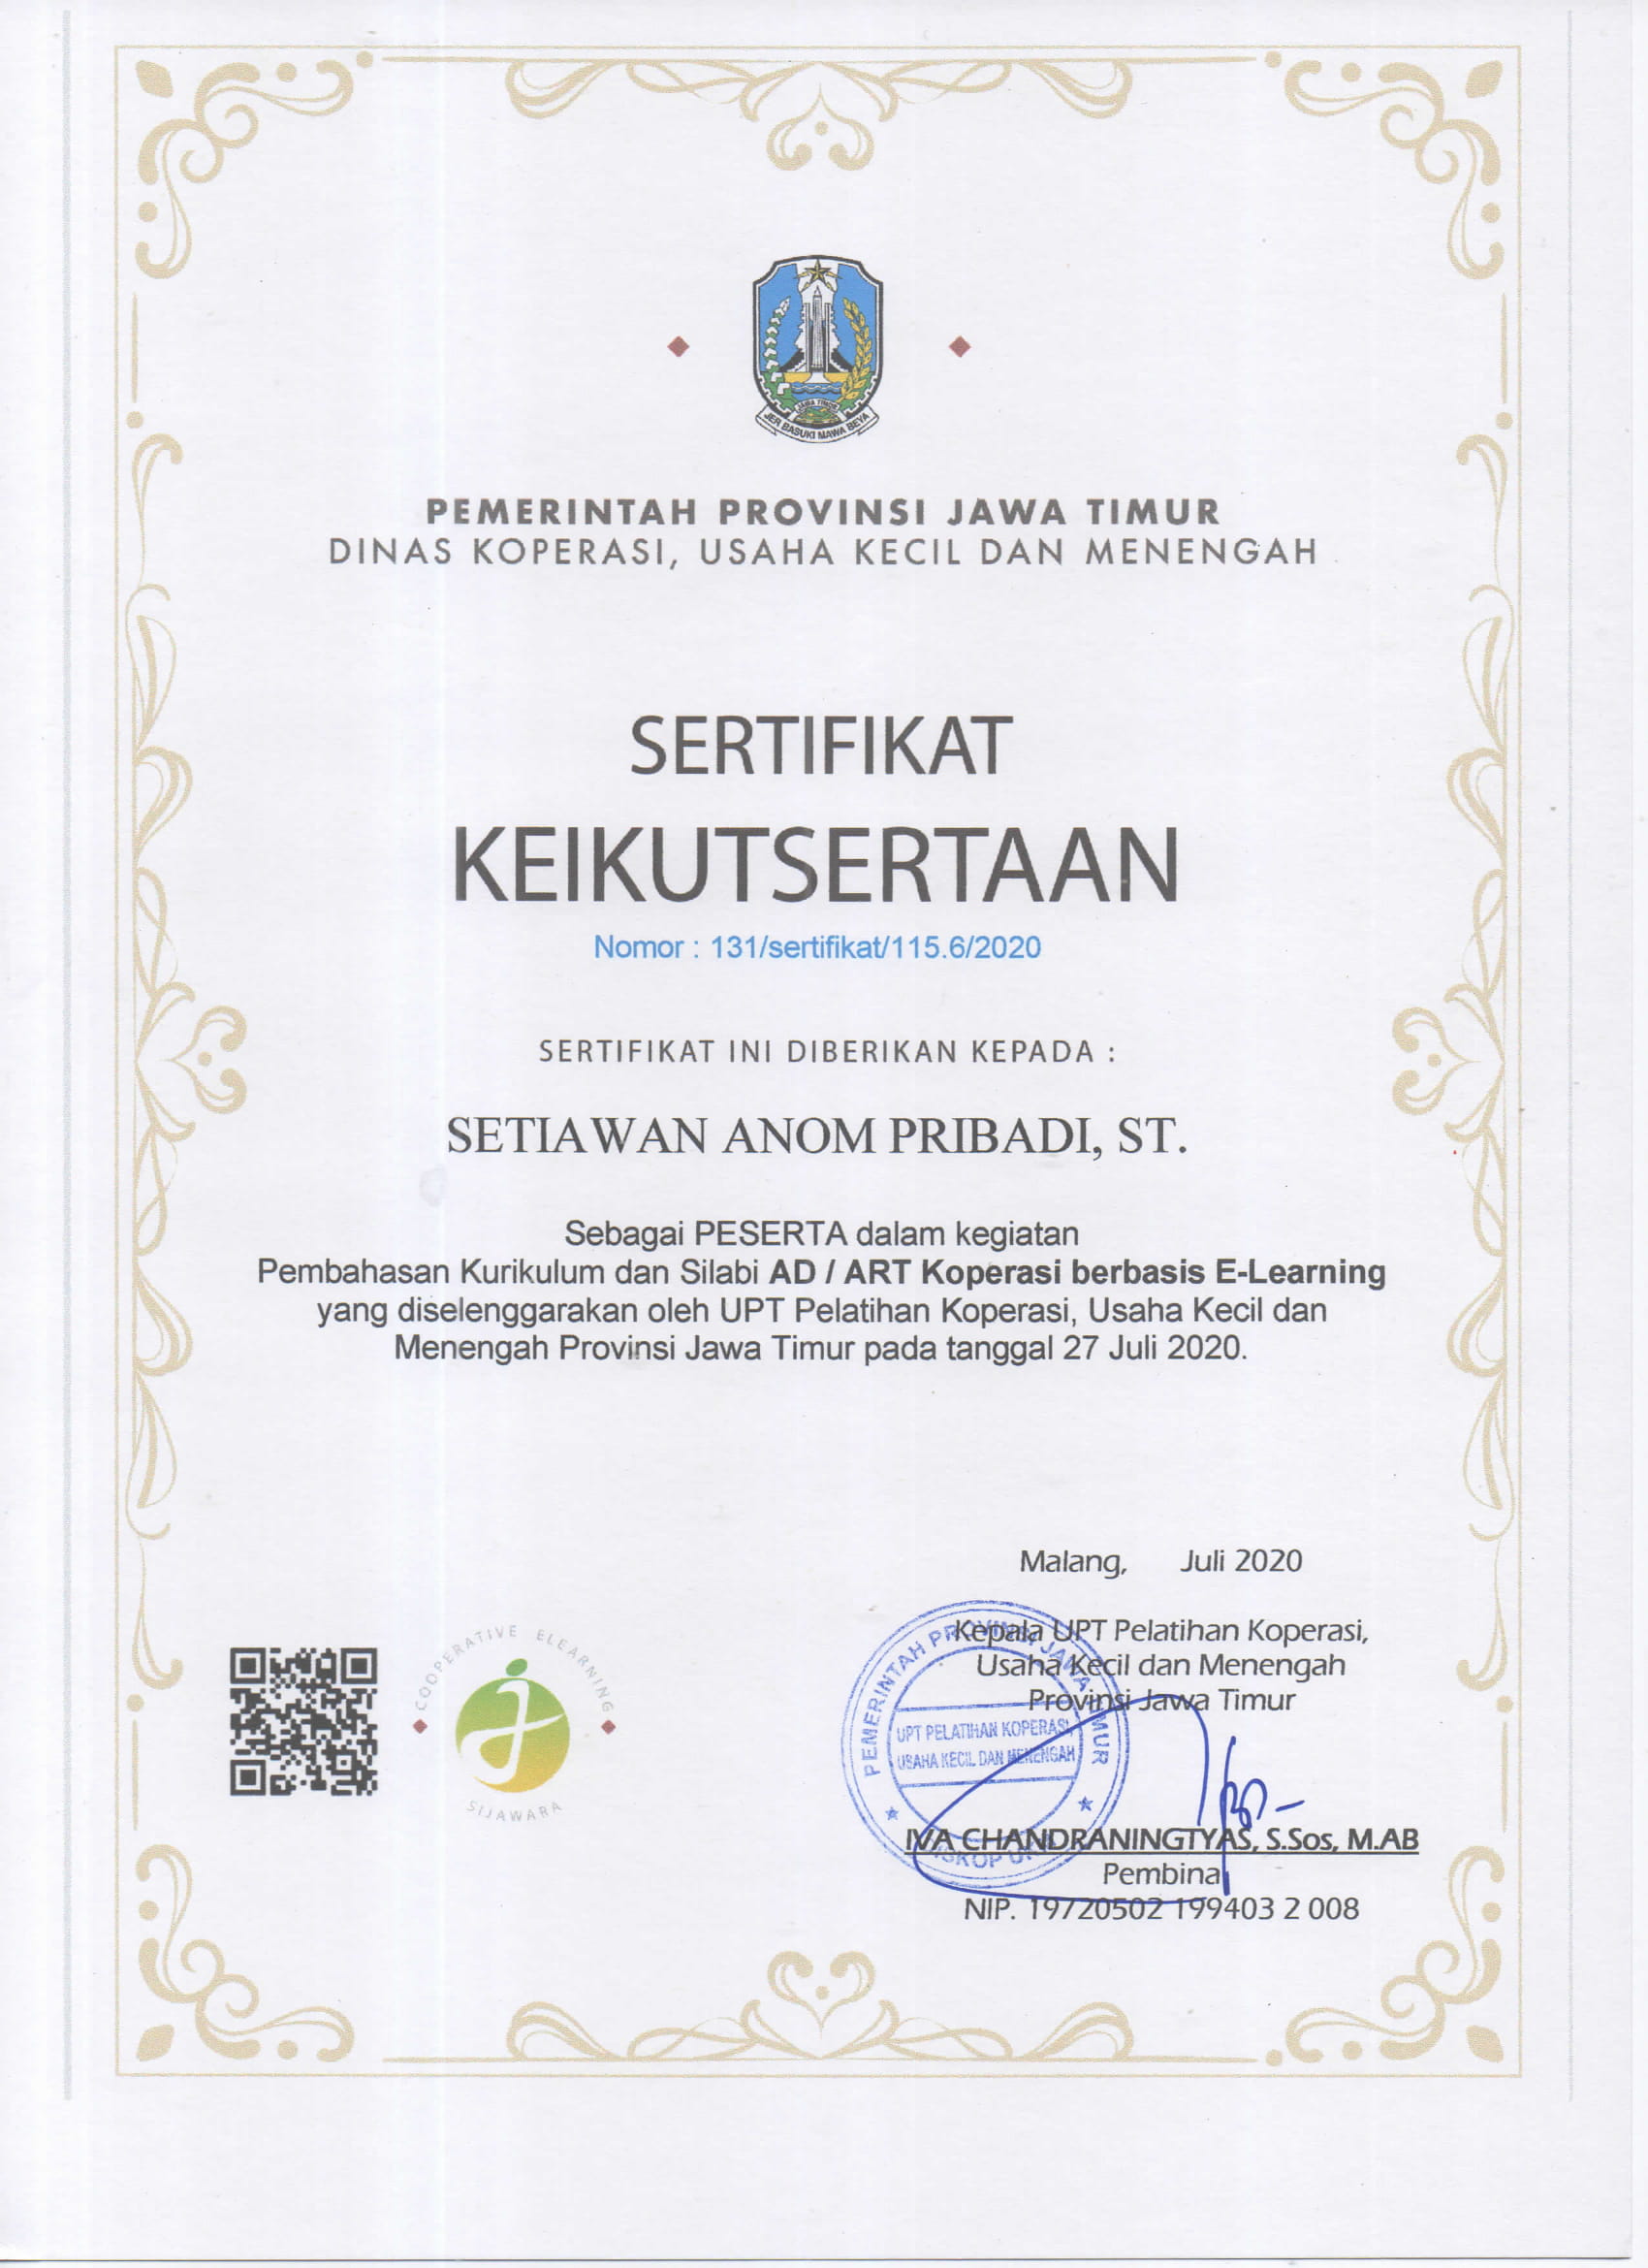 JAWA TIMUR
JER BASUKI MAWA BEYA
PEMERINTAH PROVINSI JAWA TIMUR
DINAS KOPERASI, USAHA KECIL DAN MENENGAH
SERTIFIKAT
KEIKUTSERTAAN
Nomor : 131/sertifikat/115.6/2020
SERTIFIKAT INI DIBERIKAN KEPADA :
SETIAWAN ANOM PRIBADI, ST.
Sebagai PESERTA dalam kegiatan
Pembahasan Kurikulum dan Silabi AD / ART Koperasi berbasis E-Learning
yang diselenggarakan oleh UPT Pelatihan Koperasi, Usaha Kecil dan
Menengah Provinsi Jawa Timur pada tanggal 27 Juli 2020.
Malang, Juli 2020
Kepala UPT Pelatihan Koperasi,
Usaha Kecil dan Menengah
Provinsi Jawa Timur
COOPERATIVE ELEARNING
SIJAWARA
PEMERINTAH PROVINSI JAWA TIMUR
UPT PELATIHAN KOPERASI
USAHA KECIL DAN MENENGAH
IVA CHANDRANINGTYAS, S.Sos, M.AB
Pembina
NIP. 19720502 199403 2 008